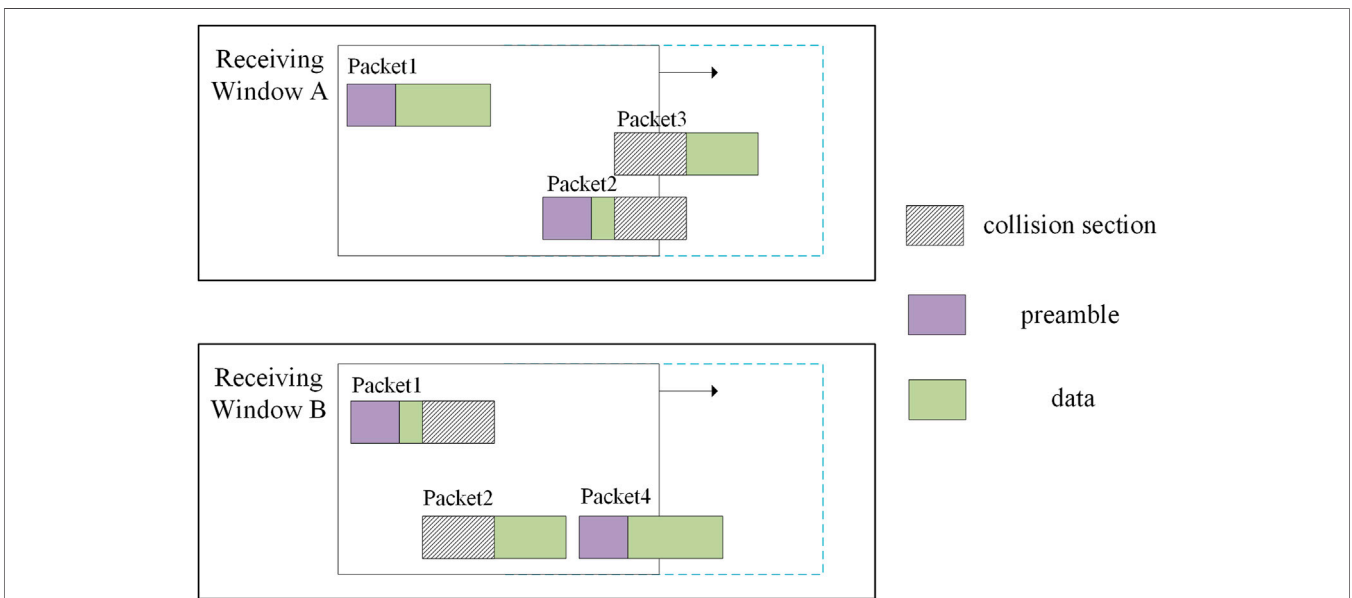 Receiving
Window A
Packet1
Packet3
Packet2
collision section
preamble
data
Receiving
Window B
Packet1
Packet2
Packet4